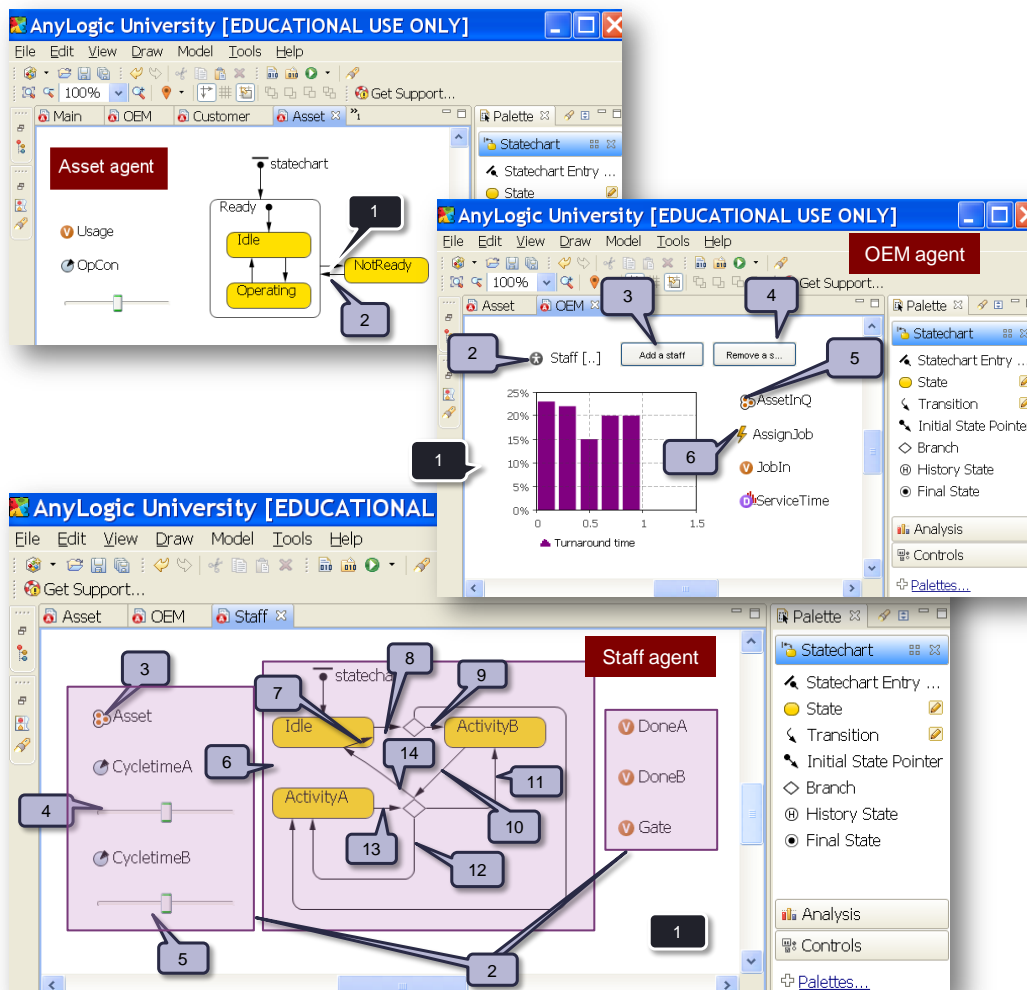 AnyLogic University [EDUCATIONAL USE ONLY]
File Edit View Draw Model Tools Help
100%
Get Support...
Main OEM Customer Asset »1
Palette
Statechart
Statechart Entry ...
State
Asset agent
statechart
Ready
1
Usage
Idle
OpCon
NotReady
Operating
2
AnyLogic University [EDUCATIONAL USE ONLY]
File Edit View Draw Model Tools Help
OEM agent
100%
Get Support...
Asset OEM
3
4
Palette
Statechart
Statechart Entry ...
State
Transition
Initial State Pointe
Branch
History State
Final State
Analysis
Controls
Palettes...
2
Staff [..]
Add a staff
Remove a s...
5
25%
20%
15%
10%
5%
0%
0 0.5 1 1.5
Turnaround time
AssetInQ
AssignJob
6
JobIn
ServiceTime
1
AnyLogic University [EDUCATIONAL
File Edit View Draw Model Tools Help
Get Support...
Asset OEM Staff
Palette
Statechart
Statechart Entry ...
State
Transition
Initial State Pointer
Branch
History State
Final State
Analysis
Controls
Palettes...
Staff agent
3
8
statecha
9
7
Asset
Idle
ActivityB
DoneA
14
6
CycletimeA
11
DoneB
ActivityA
4
10
Gate
13
CycletimeB
12
1
5
2